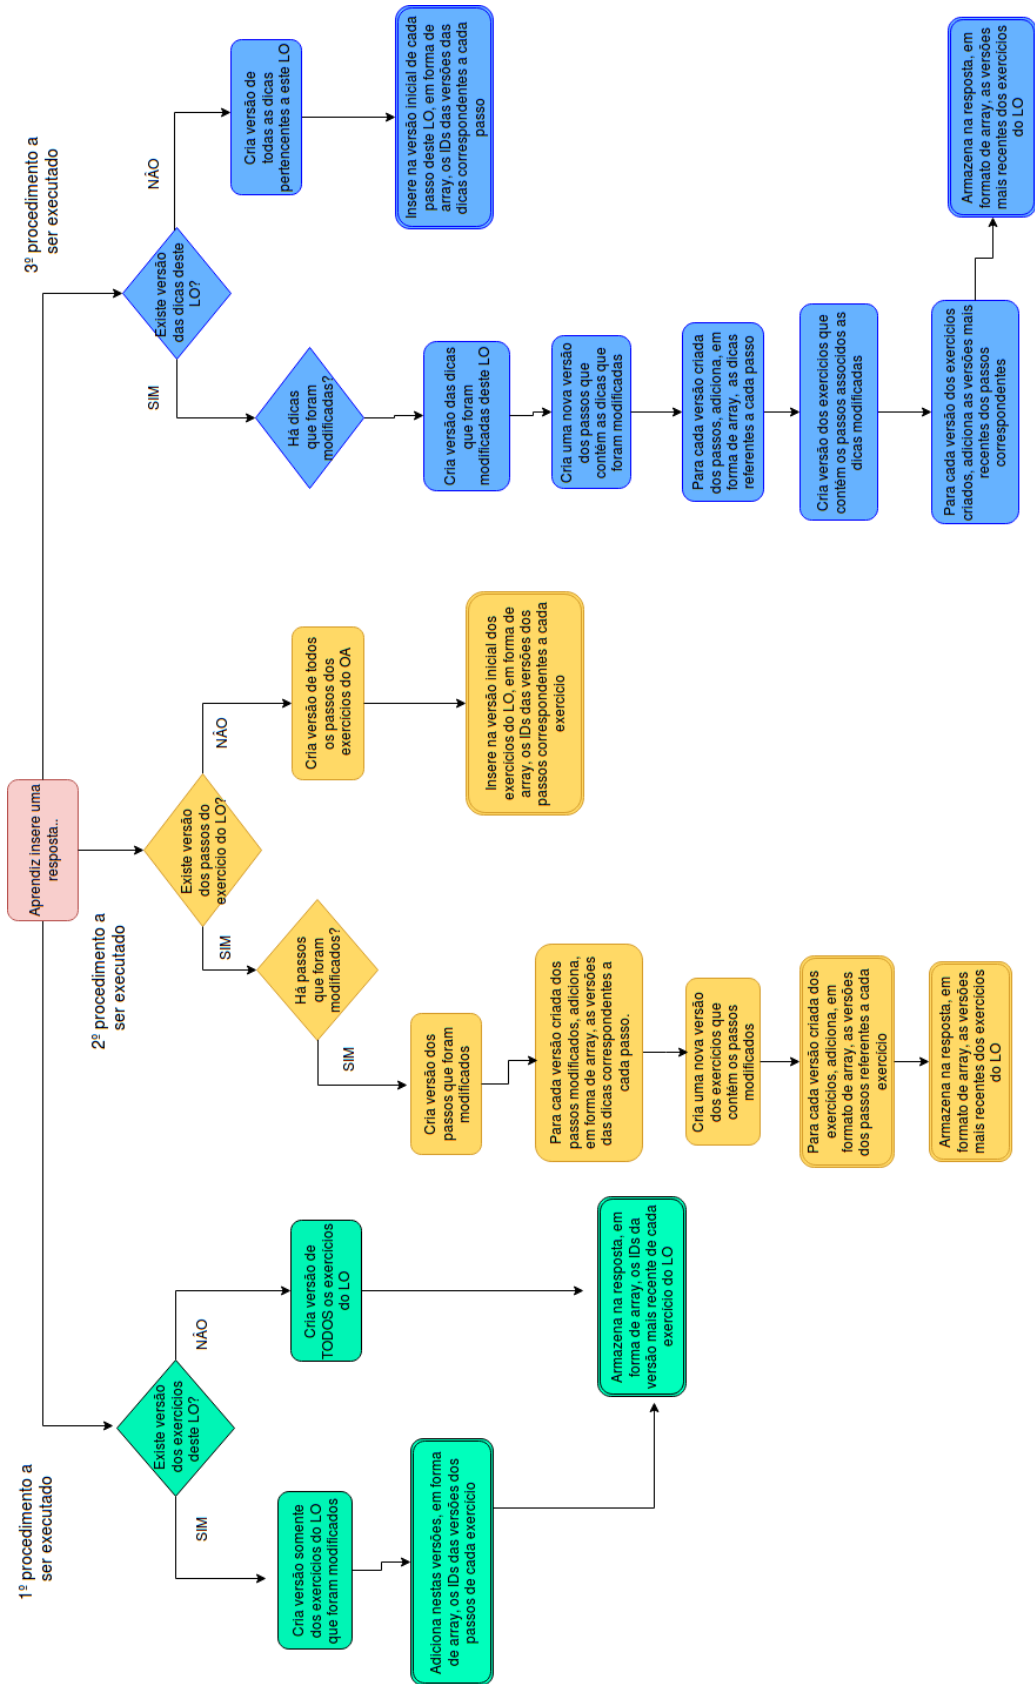 Aprendiz insere uma
resposta..
1º procedimento a
ser executado
Existe versão
dos exercícios
deste LO?
SIM
NÂO
Cria versão somente
dos exercícios do LO
que foram modificados
Adiciona nestas versões, em forma
de array, os IDs das versões dos
passos de cada exercício
Cria versão de
TODOS os exercícios
do LO
Armazena na resposta, em
forma de array, os IDs da
versão mais recente de cada
exercício do LO
2º procedimento a
ser executado
Existe versão
dos passos do
exercício do LO?
SIM
NÂO
Há passos
que foram
modificados?
SIM
Cria versão dos
passos que foram
modificados
Para cada versão criada dos
passos modificados, adiciona,
em forma de array, as versões
das dicas correspondentes a
cada passo.
Cria uma nova versão
dos exercícios que
contém os passos
modificados
Para cada versão criada dos
exercícios, adiciona, em
formato de array, as versões
dos passos referentes a cada
exercício
Armazena na resposta, em
formato de array, as versões
mais recentes dos exercícios
do LO
Cria versão de todos
os passos dos
exercícios do OA
Insere na versão inicial dos
exercícios do LO, em forma de
array, os IDs das versões dos
passos correspondentes a cada
exercício
3º procedimento a
ser executado
Existe versão
das dicas deste
LO?
SIM
NÂO
Há dicas
que foram
modificadas?
Cria versão das dicas
que foram
modificadas deste LO
Cria uma nova versão
dos passos que
contém as dicas que
foram modificadas
Para cada versão criada
dos passos, adiciona, em
forma de array, as dicas
referentes a cada passo
Cria versão dos exercícios que
contém os passos associados as
dicas modificadas
Para cada versão dos exercícios
criados, adiciona as versões mais
recentes dos passos
correspondentes
Armazena na resposta, em
formato de array, as versões
mais recentes dos exercícios
do LO
Cria versão de
todas as dicas
pertencentes a este LO
Insere na versão inicial de cada
passo deste LO, em forma de
array, os IDs das versões das
dicas correspondentes a cada
passo